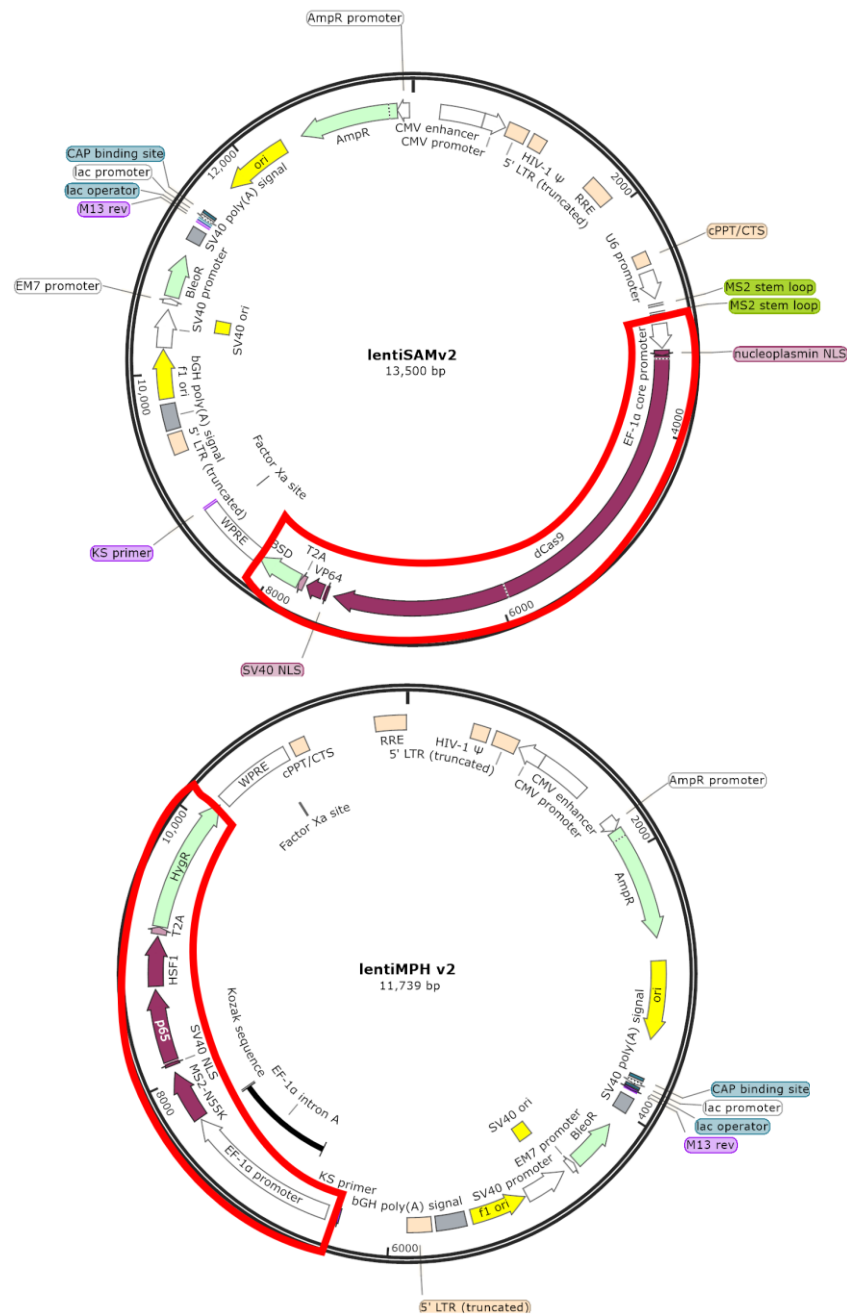 AmpR promoter
AmpR
CMV enhancer
CMV promoter
5' LTR (truncated)
HIV-1 Ψ
RRE
2000
cPPT/CTS
U6 promoter
MS2 stem loop
MS2 stem loop
EF-1α core promoter
nucleoplasmin NLS
4000
dCas9
6000
SV40 NLS
VP64
T2A
BSD
8000
Factor Xa site
WPRE
KS primer
5' LTR (truncated)
bGH poly(A) signal
10,000
f1 ori
SV40 ori
SV40 promoter
EM7 promoter
BleoR
SV40 poly(A) signal
M13 rev
lac operator
lac promoter
CAP binding site
ori
12,000
lentiSAMv2
13,500 bp
RRE
5' LTR (truncated)
HIV-1 Ψ
CMV promoter
CMV enhancer
AmpR promoter
2000
AmpR
ori
SV40 poly(A) signal
CAP binding site
lac promoter
lac operator
M13 rev
400
BleoR
EM7 promoter
SV40 ori
SV40 promoter
f1 ori
bGH poly(A) signal
5' LTR (truncated)
6000
KS primer
EF-1α promoter
EF-1α intron A
Kozak sequence
MS2-N55K
SV40 NLS
8000
p65
HSF1
T2A
HygR
10,000
WPRE
cPPT/CTS
Factor Xa site
lentiMPH v2
11,739 bp